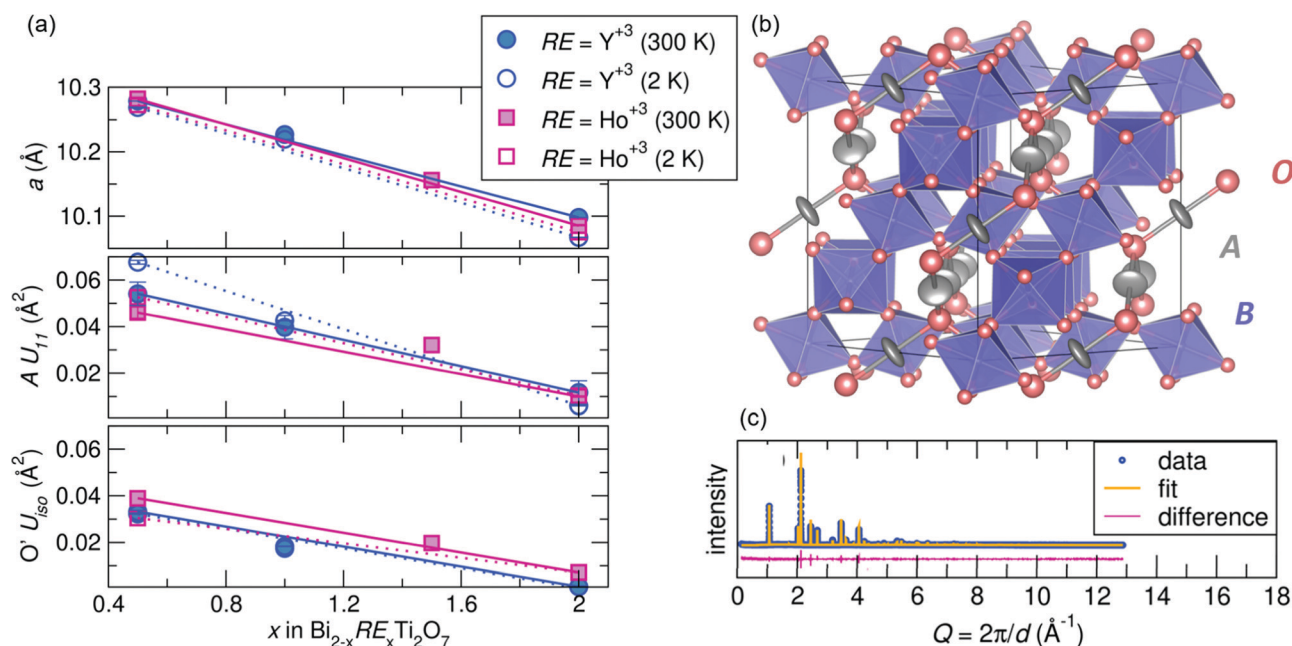 (a)
RE = Y+3 (300 K)
RE = Y+3 (2 K)
RE = Ho+3 (300 K)
RE = Ho+3 (2 K)
10.3
10.2
10.1
a (Å)
0.06
0.04
0.02
A U11 (Å2)
0.06
0.04
0.02
O' Uiso (Å2)
0.4 0.8 1.2 1.6 2
x in Bi2-xRExTi2O7
(b)
O
A
B
(c)
data
fit
difference
intensity
0 2 4 6 8 10 12 14 16 18
Q = 2π/d (Å-1)